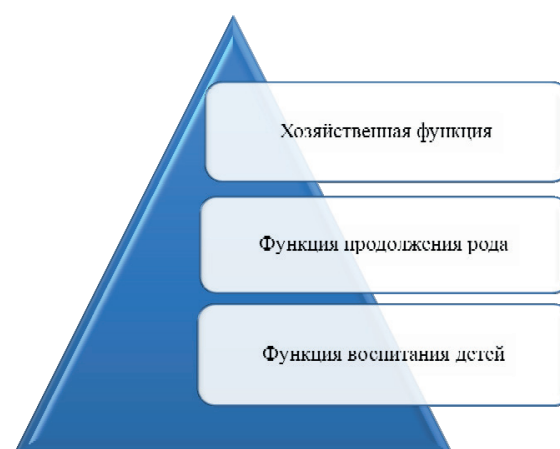 Хозяйственная функция
Функция продолжения рода
Функция воспитания детей